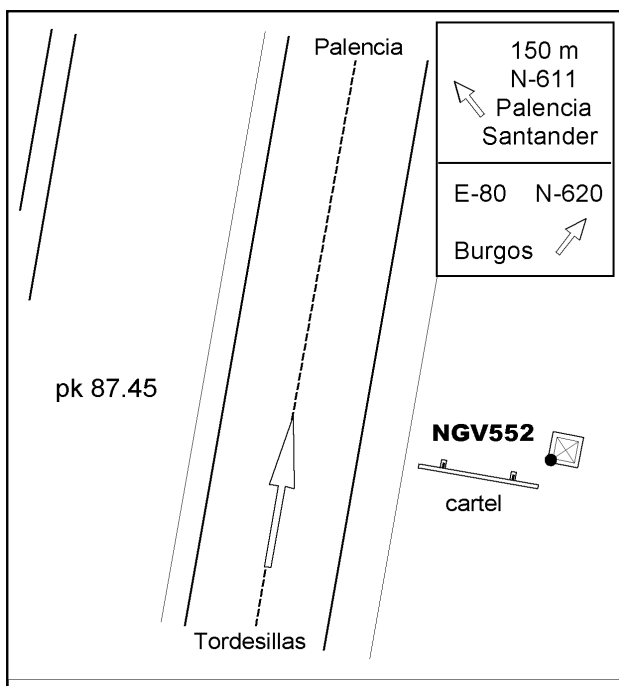 Palencia
150 m
N-611
Palencia
Santander
E-80 N-620
Burgos
pk 87.45
NGV552
cartel
Tordesillas